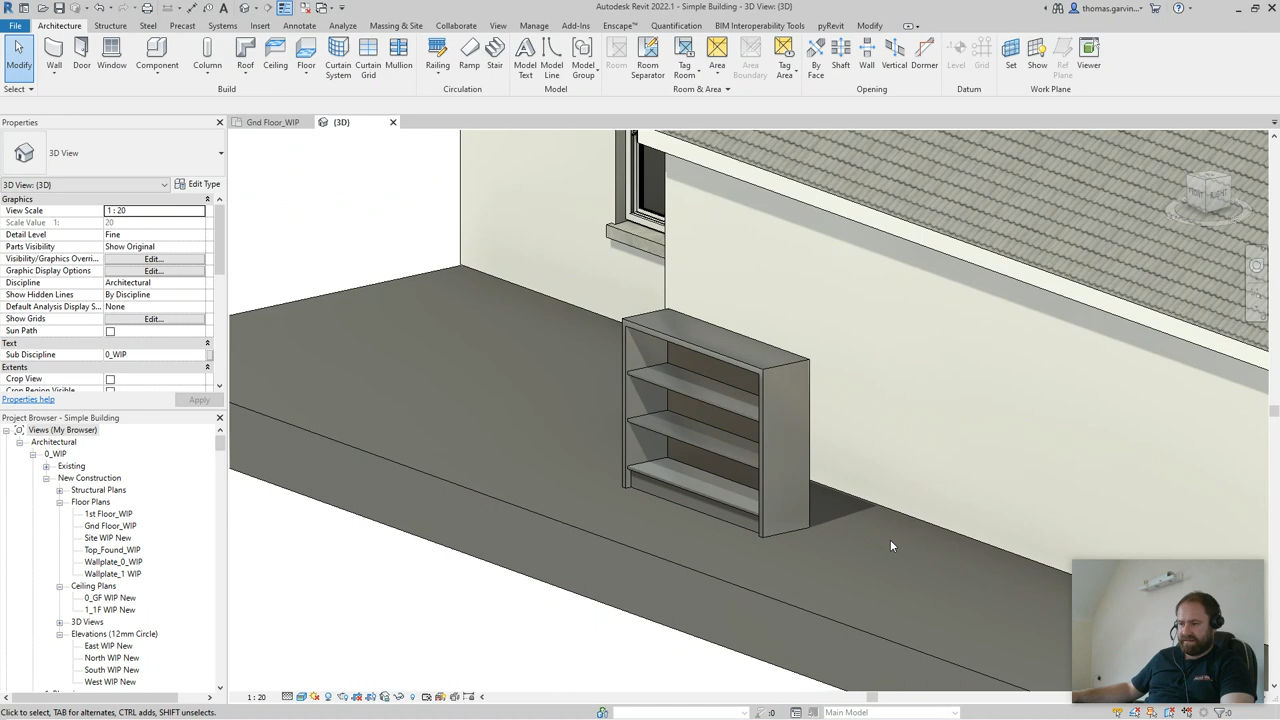 Autodesk Revit 2022.1 - Simple Building - 3D View: {3D}
thomas.garvin...
File Architecture Structure Steel Precast Systems Insert Annotate Analyze Massing & Site Collaborate View Manage Add-Ins Enscape™ Quantification BIM Interoperability Tools pyRevit Modify
Modify Wall Door Window Component Column Roof Ceiling Floor Curtain System Curtain Grid Mullion Railing Ramp Stair Model Text Model Line Model Group Room Room Separator Tag Room Area Area Boundary Tag Area By Face Shaft Wall Vertical Dormer Level Grid Set Show Ref Plane Viewer
Select Build Circulation Model Room & Area Opening Datum Work Plane
Properties
Gnd Floor_WIP
{3D}
3D View
3D View: {3D}
Edit Type
Graphics
View Scale 1 : 20
Scale Value 1: 20
Detail Level Fine
Parts Visibility Show Original
Visibility/Graphics Overri... Edit...
Graphic Display Options Edit...
Discipline Architectural
Show Hidden Lines By Discipline
Default Analysis Display S... None
Show Grids Edit...
Sun Path
Text
Sub Discipline 0_WIP
Extents
Crop View
Crop Region Visible
Properties help
Apply
Project Browser - Simple Building
Views (My Browser)
Architectural
0_WIP
Existing
New Construction
Structural Plans
Floor Plans
1st Floor_WIP
Gnd Floor_WIP
Site WIP New
Top_Found_WIP
Wallplate_0_WIP
Wallplate_1 WIP
Ceiling Plans
0_GF WIP New
1_1F WIP New
3D Views
Elevations (12mm Circle)
East WIP New
North WIP New
South WIP New
West WIP New
FRONT RIGHT
1 : 20
Click to select, TAB for alternates, CTRL adds, SHIFT unselects.
:0
Main Model
:0